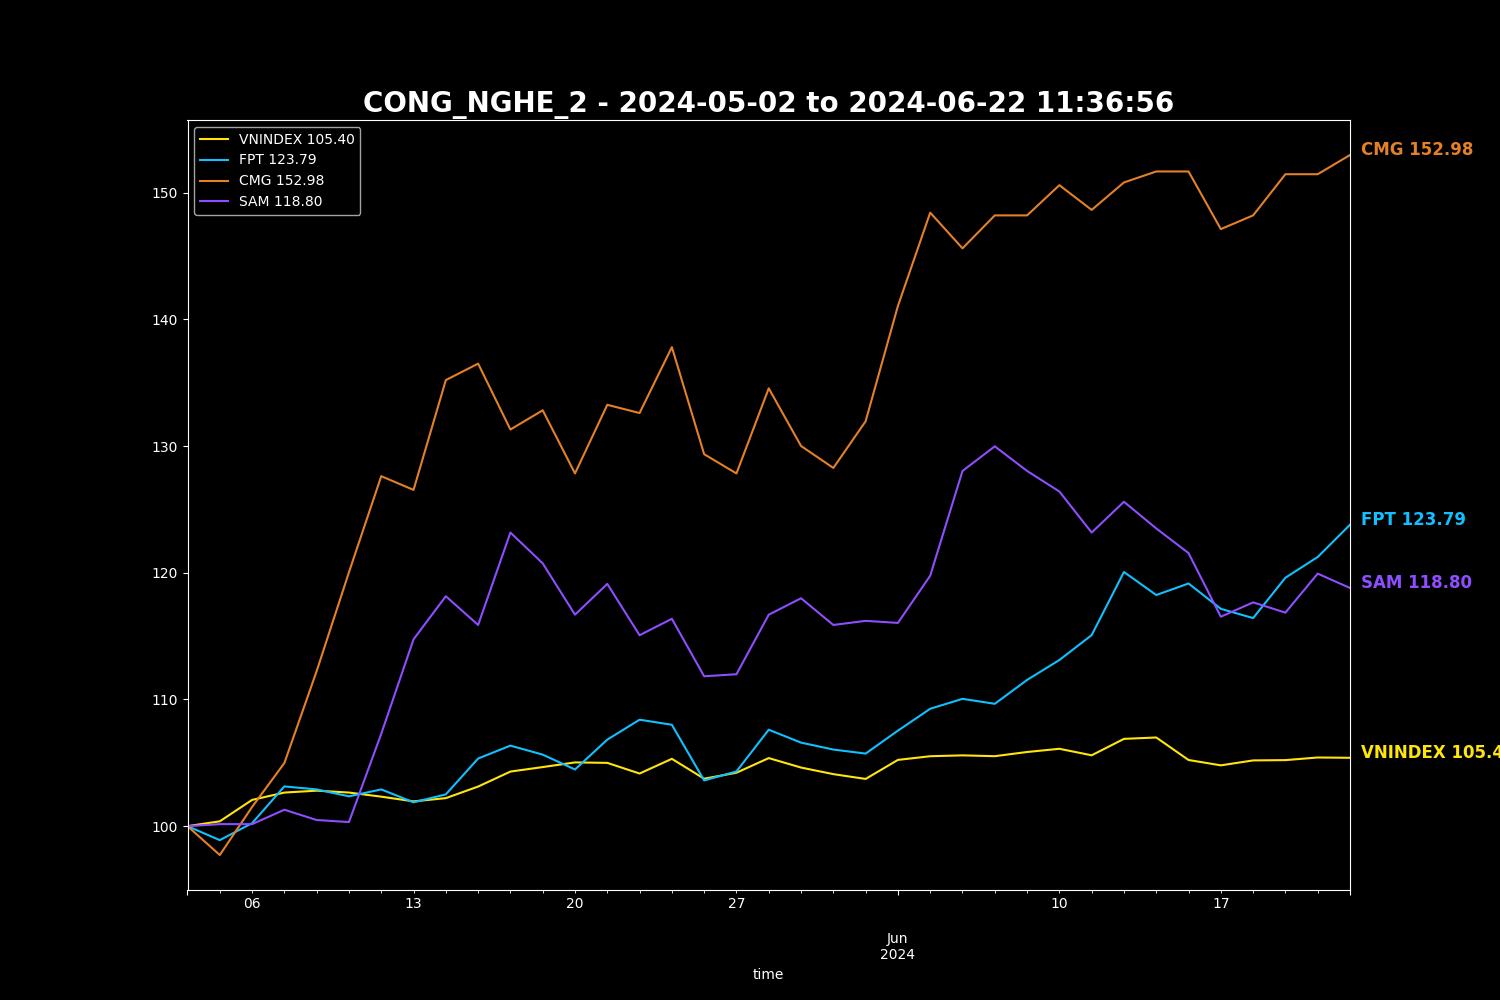 CONG_NGHE_2 - 2024-05-02 to 2024-06-22 11:36:56
VNINDEX 105.40
FPT 123.79
CMG 152.98
SAM 118.80
CMG 152.98
150
140
130
FPT 123.79
120
SAM 118.80
110
VNINDEX 105.4
100
06 13 20 27 10 17
Jun
2024
time